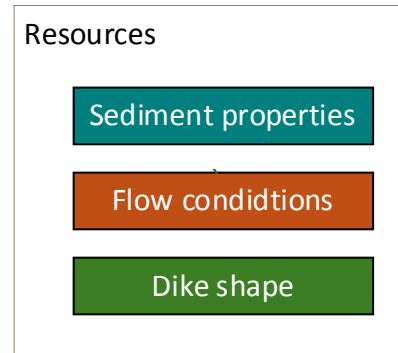 Resources
Sediment properties
Flow condidtions
Dike shape